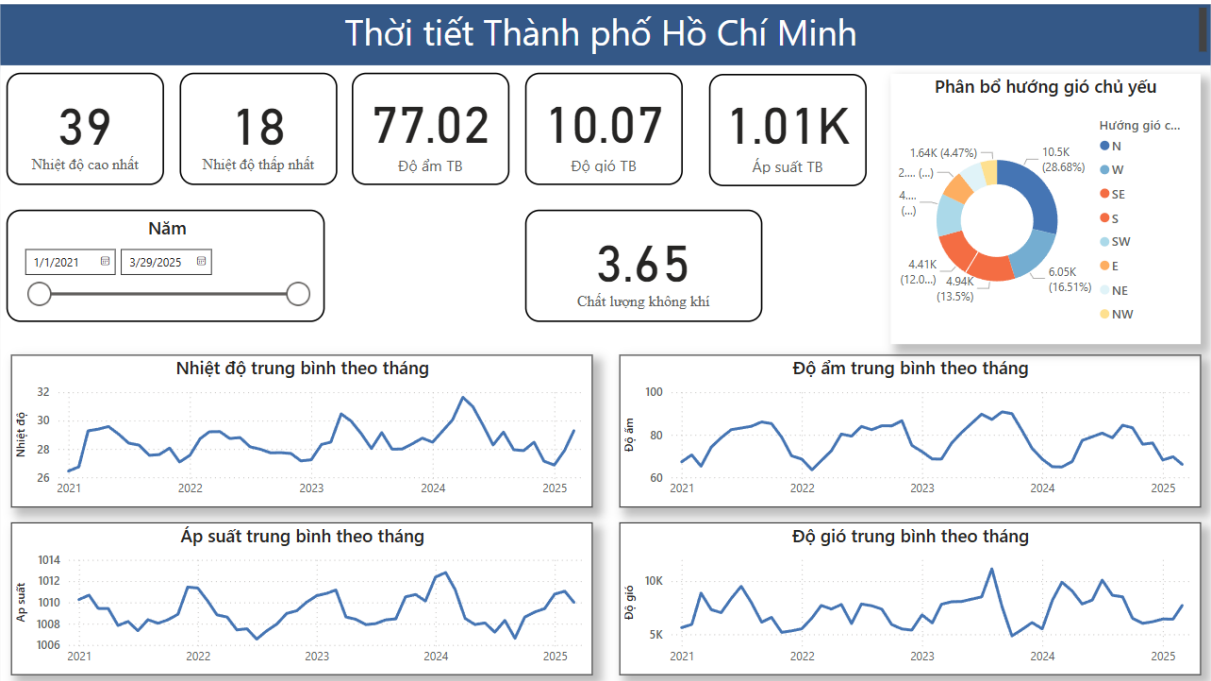 Thời tiết Thành phố Hồ Chí Minh
39
Nhiệt độ cao nhất
18
Nhiệt độ thấp nhất
77.02
Độ ẩm TB
10.07
Độ gió TB
1.01K
Áp suất TB
Năm
1/1/2021
3/29/2025
3.65
Chất lượng không khí
Phân bổ hướng gió chủ yếu
Hướng gió c...
N
W
SE
S
SW
E
NE
NW
10.5K
(28.68%)
6.05K
(16.51%)
4.94K
(13.5%)
4.41K
(12.0...)
4....
(...)
2.... (...)
1.64K (4.47%)
Nhiệt độ trung bình theo tháng
Nhiệt độ
32
30
28
26
2021 2022 2023 2024 2025
Độ ẩm trung bình theo tháng
Độ ẩm
100
80
60
2021 2022 2023 2024 2025
Áp suất trung bình theo tháng
Áp suất
1014
1012
1010
1008
1006
2021 2022 2023 2024 2025
Độ gió trung bình theo tháng
Độ gió
10K
5K
2021 2022 2023 2024 2025